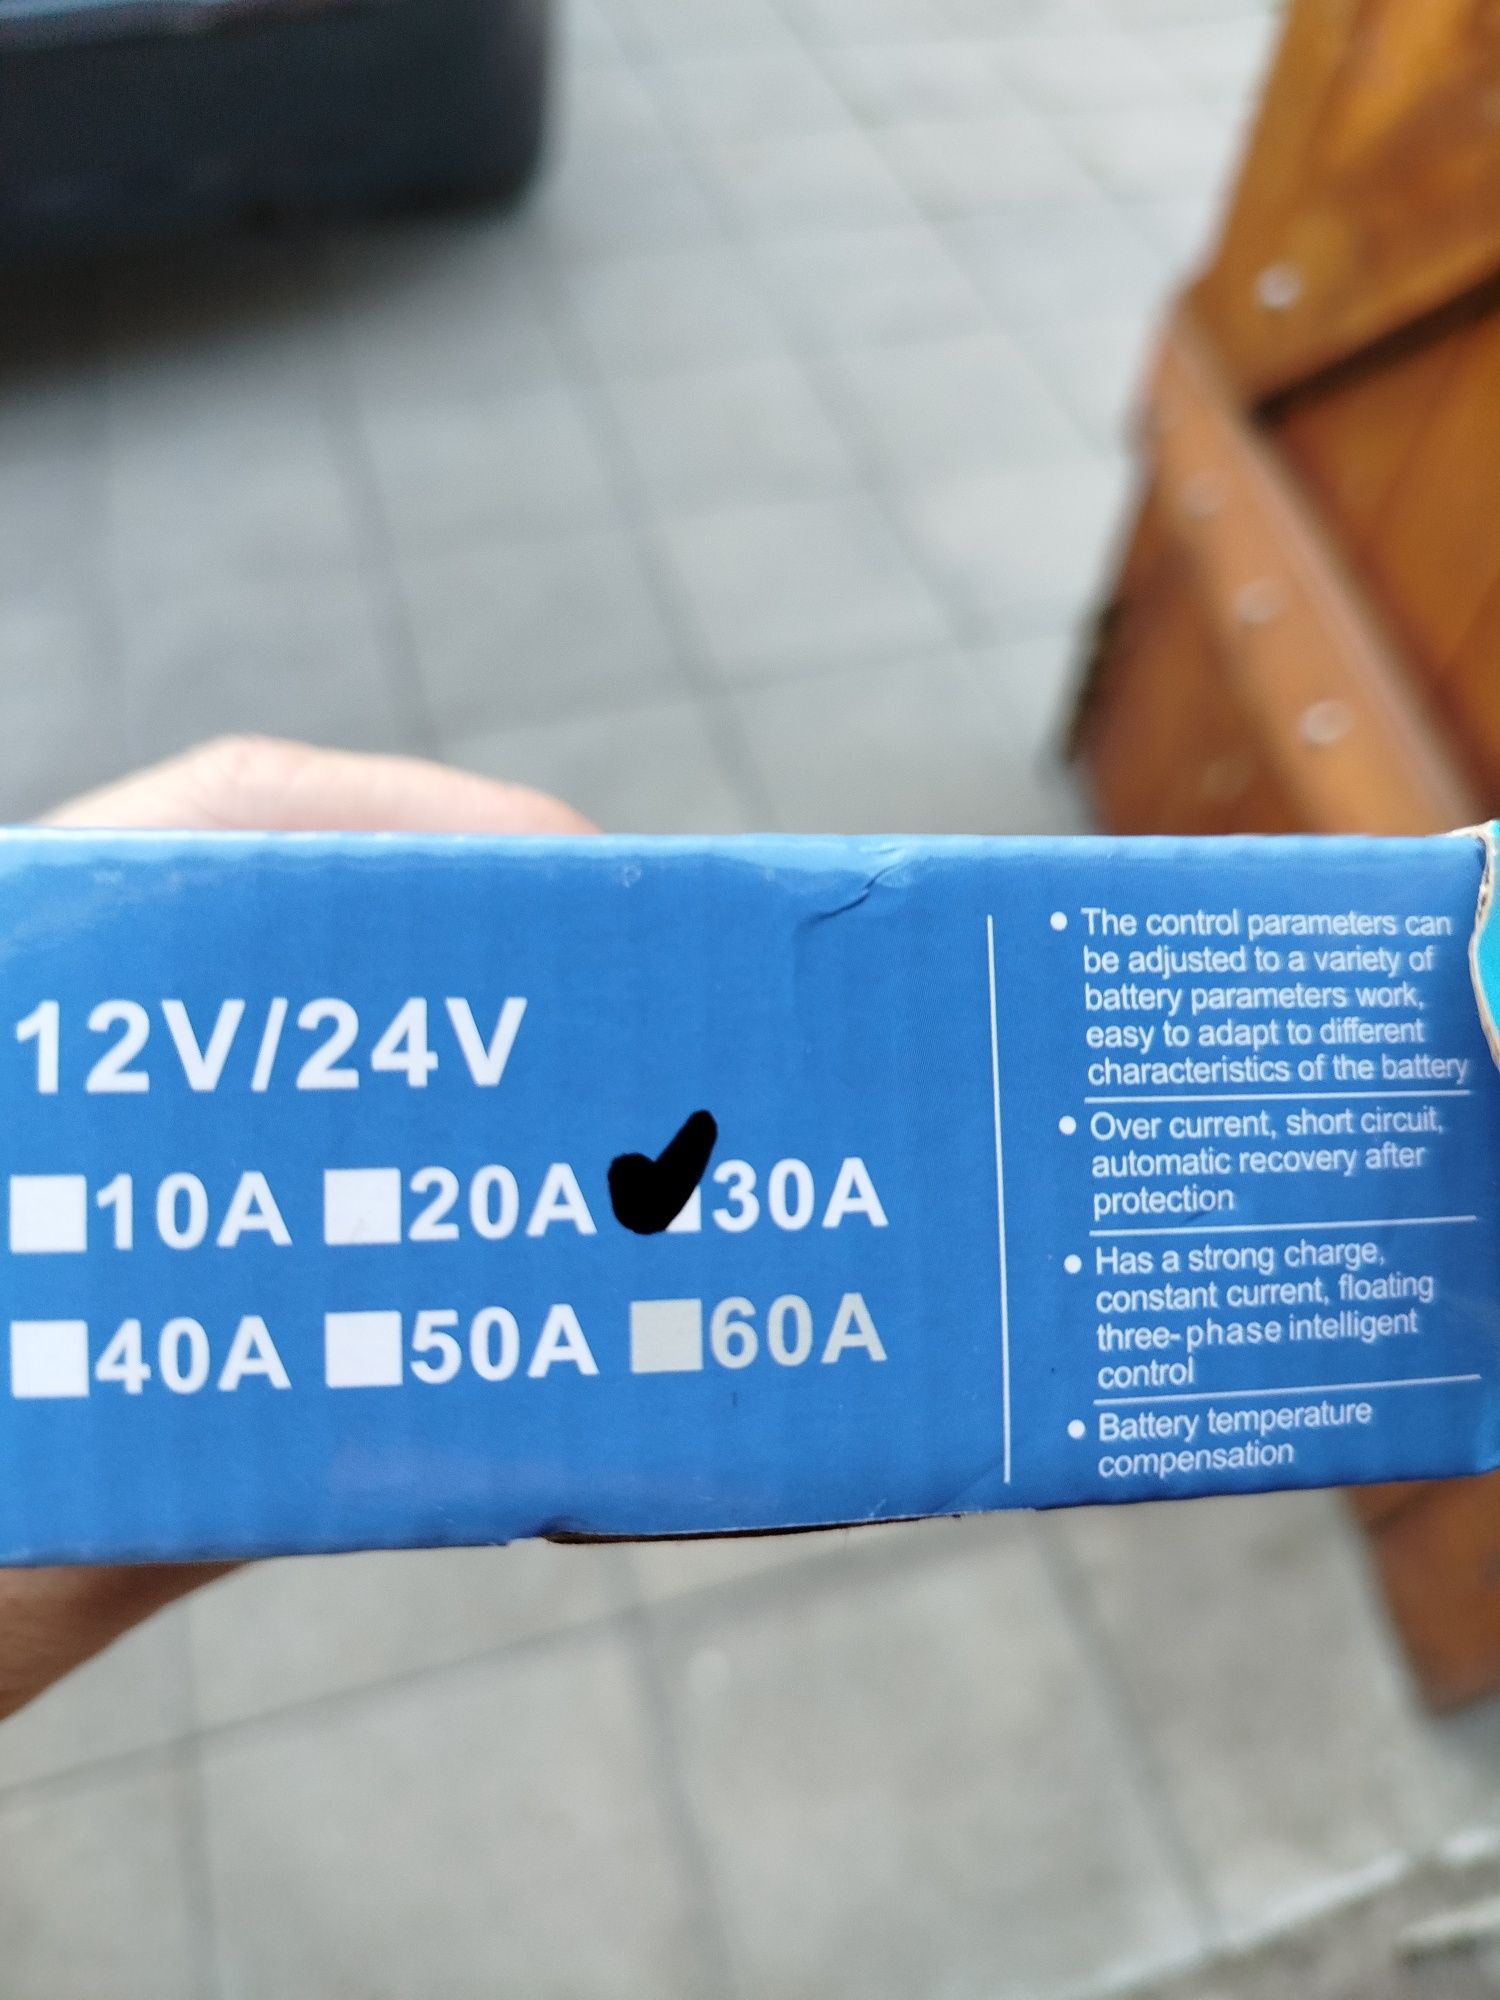 12V/24V
10A 20A 30A
40A 50A 60A
The control parameters can
be adjusted to a variety of
battery parameters work,
easy to adapt to different
characteristics of the battery
Over current, short circuit,
automatic recovery after
protection
Has a strong charge,
constant current, floating
three-phase intelligent
control
Battery temperature
compensation